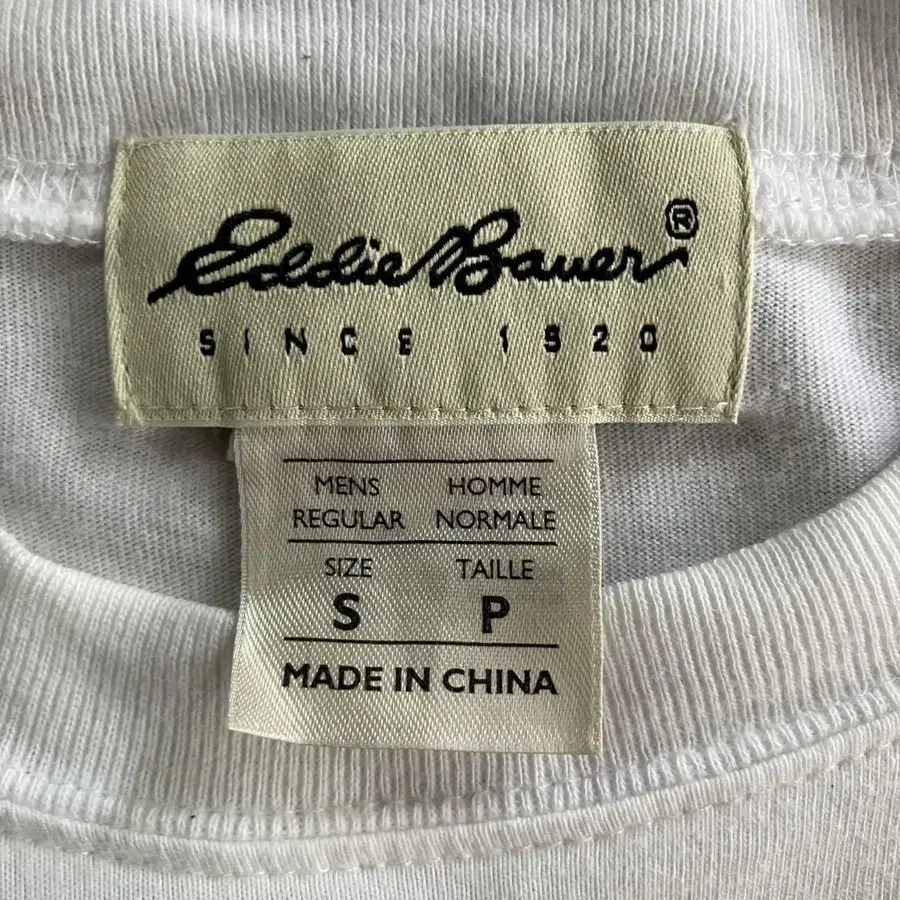 Eddie Bauer®
SINCE 1920
MENS HOMME
REGULAR NORMALE
SIZE TAILLE
S P
MADE IN CHINA